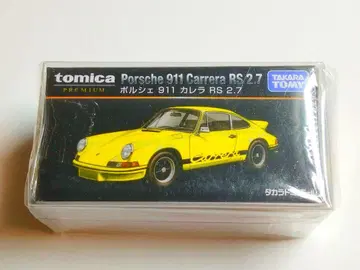 tomica
PREMIUM
Porsche 911 Carrera RS 2.7
ポルシェ 911 カレラ RS 2.7
TAKARA
TOMY
Carrera